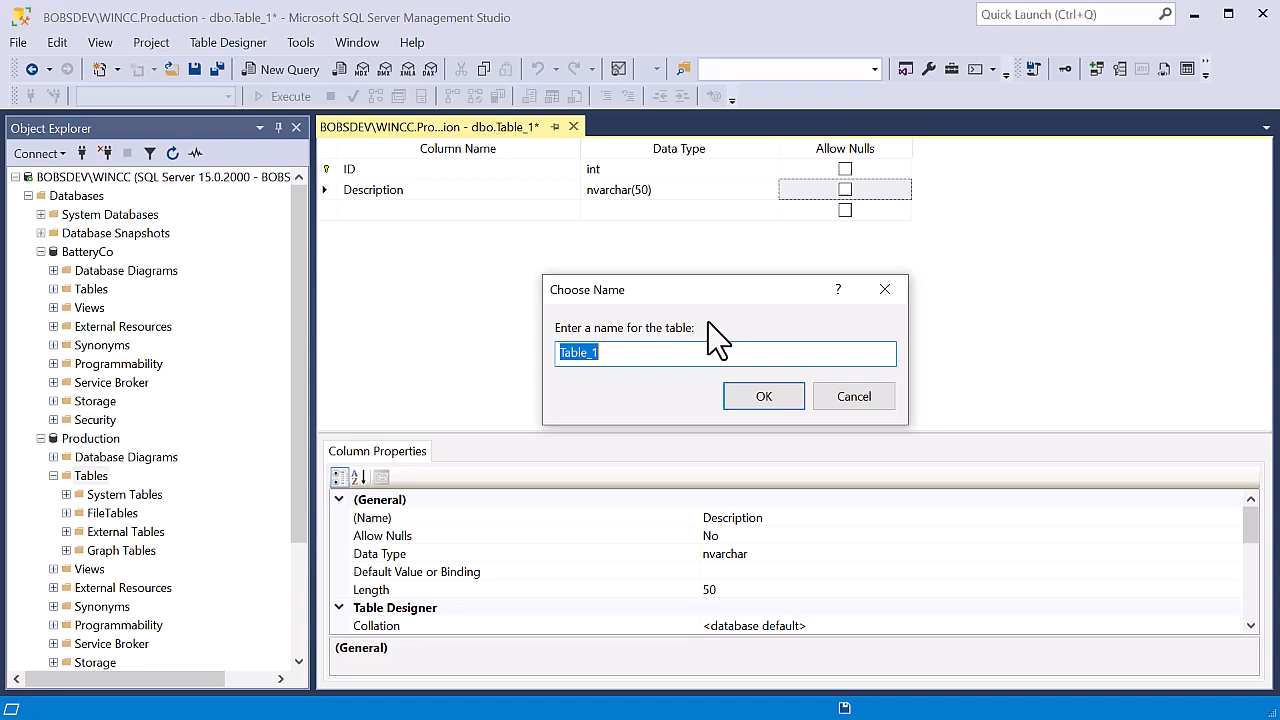 BOBSDEV\WINCC.Production - dbo.Table_1* - Microsoft SQL Server Management Studio
Quick Launch (Ctrl+Q)
File Edit View Project Table Designer Tools Window Help
New Query
MDX DMX XMLA DAX
Execute
Object Explorer
BOBSDEV\WINCC.Pro...ion - dbo.Table_1*
Connect
Column Name Data Type Allow Nulls
ID int
Description nvarchar(50)
BOBSDEV\WINCC (SQL Server 15.0.2000 - BOBS
Databases
System Databases
Database Snapshots
BatteryCo
Database Diagrams
Tables
Views
External Resources
Synonyms
Programmability
Service Broker
Storage
Security
Production
Database Diagrams
Tables
System Tables
FileTables
External Tables
Graph Tables
Views
External Resources
Synonyms
Programmability
Service Broker
Storage
Choose Name
?
Enter a name for the table:
Table_1
OK Cancel
Column Properties
(General)
(Name) Description
Allow Nulls No
Data Type nvarchar
Default Value or Binding
Length 50
Table Designer
Collation <database default>
(General)